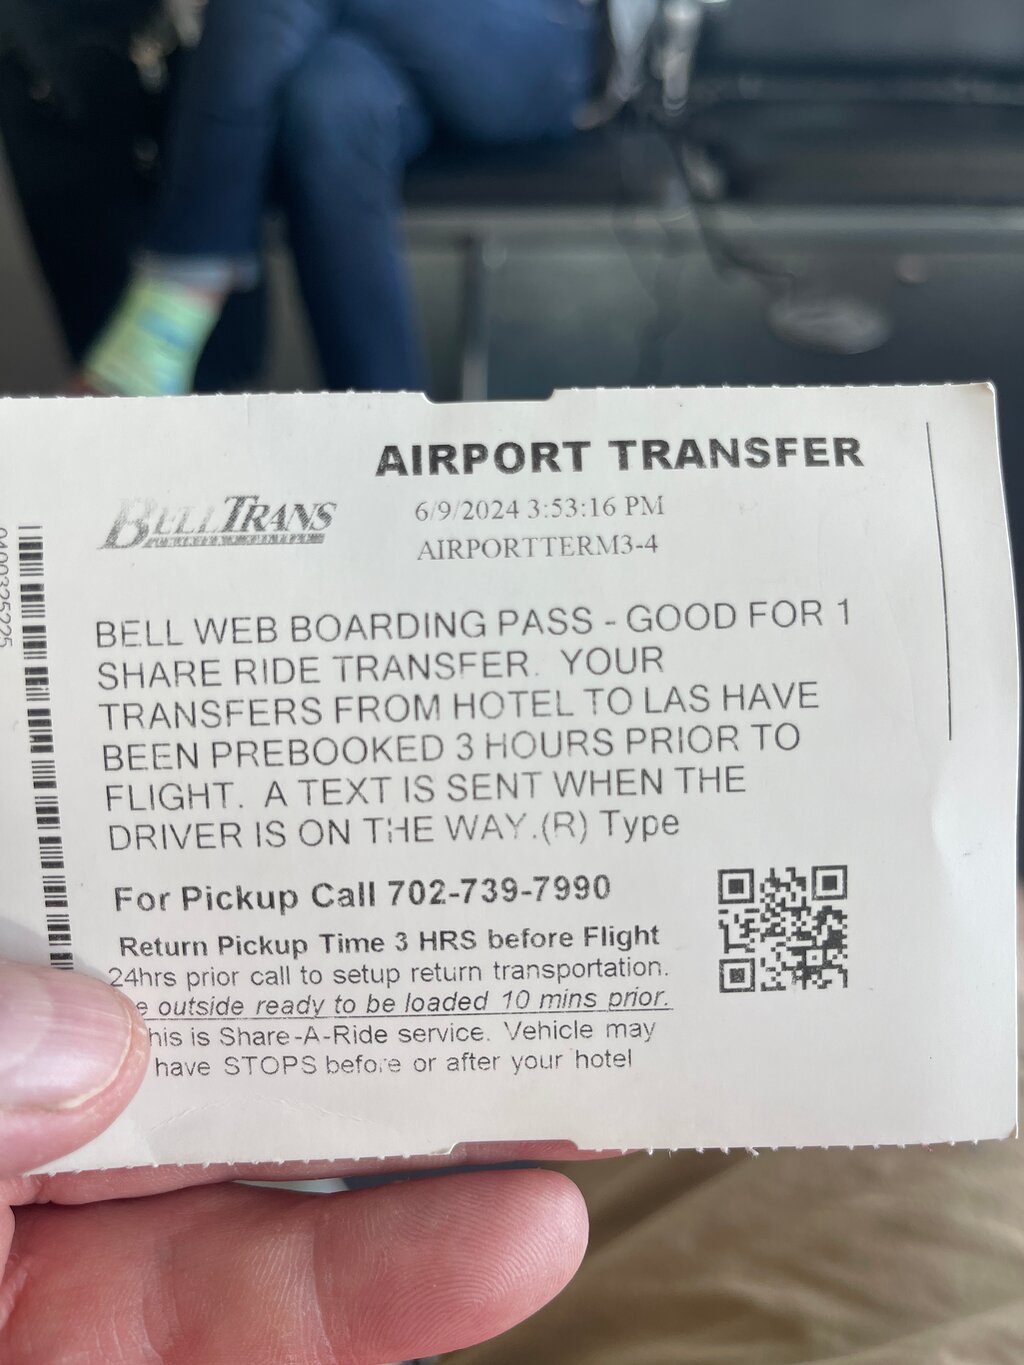 AIRPORT TRANSFER
BELLTRANS
6/9/2024 3:53:16 PM
AIRPORTTERM3-4
BELL WEB BOARDING PASS - GOOD FOR 1
SHARE RIDE TRANSFER.  YOUR
TRANSFERS FROM HOTEL TO LAS HAVE
BEEN PREBOOKED 3 HOURS PRIOR TO
FLIGHT.  A TEXT IS SENT WHEN THE
DRIVER IS ON THE WAY.(R) Type
For Pickup Call 702-739-7990
Return Pickup Time 3 HRS before Flight
24hrs prior call to setup return transportation.
e outside ready to be loaded 10 mins prior.
his is Share-A-Ride service.  Vehicle may
have STOPS before or after your hotel